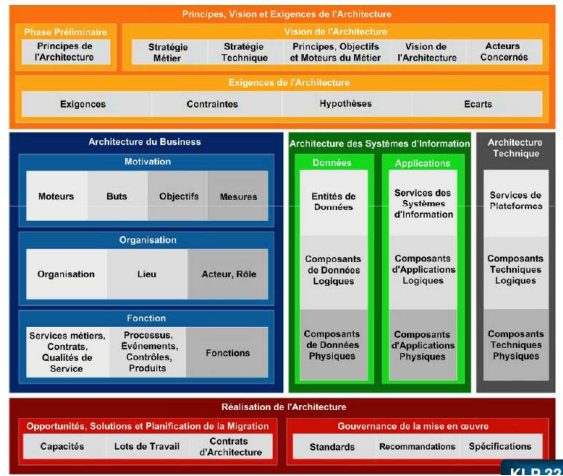 Principes, Vision et Exigences de l'Architecture
Phase Préliminaire
Principes de
l'Architecture
Vision de l'Architecture
Stratégie
Métier
Stratégie
Technique
Principes, Objectifs
et Moteurs du Métier
Vision de
l'Architecture
Acteurs
Concernés
Exigences de l'Architecture
Exigences
Contraintes
Hypothèses
Ecarts
Architecture du Business
Motivation
Moteurs
Buts
Objectifs
Mesures
Organisation
Organisation
Lieu
Acteur, Rôle
Fonction
Services métiers,
Contrats,
Qualités de
Service
Processus,
Événements,
Contrôles,
Produits
Fonctions
Architecture des Systèmes d'Information
Données
Entités de
Données
Composants
de Données
Logiques
Composants
de Données
Physiques
Applications
Services des
Systèmes
d'Information
Composants
d'Applications
Logiques
Composants
d'Applications
Physiques
Architecture
Technique
Services de
Plateformes
Composants
Techniques
Logiques
Composants
Techniques
Physiques
Réalisation de l'Architecture
Opportunités, Solutions et Planification de la Migration
Capacités
Lots de Travail
Contrats
d'Architecture
Gouvernance de la mise en œuvre
Standards
Recommandations
Spécifications
KLR 33